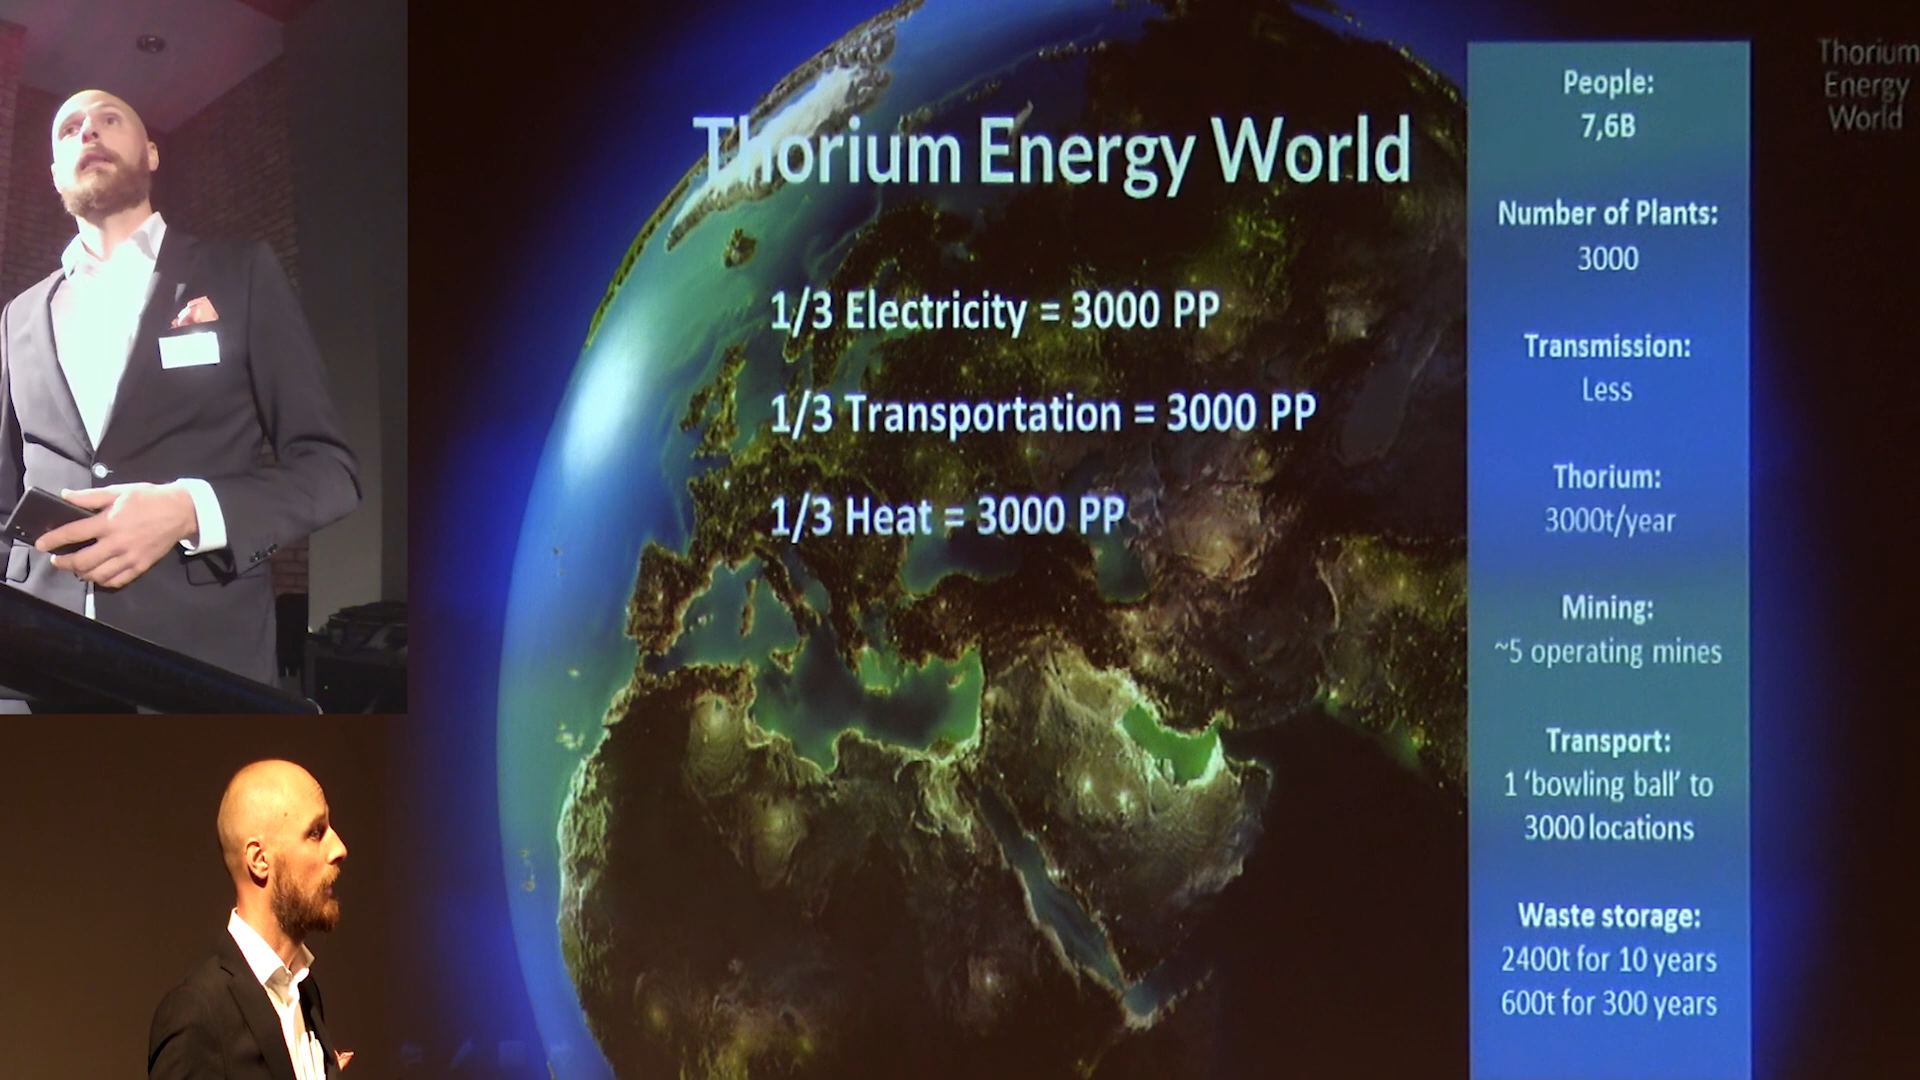 Thorium Energy World
1/3 Electricity = 3000 PP
1/3 Transportation = 3000 PP
1/3 Heat = 3000 PP
People:
7,6B
Number of Plants:
3000
Transmission:
Less
Thorium:
3000t/year
Mining:
~5 operating mines
Transport:
1 ‘bowling ball’ to
3000 locations
Waste storage:
2400t for 10 years
600t for 300 years
Thorium
Energy
World